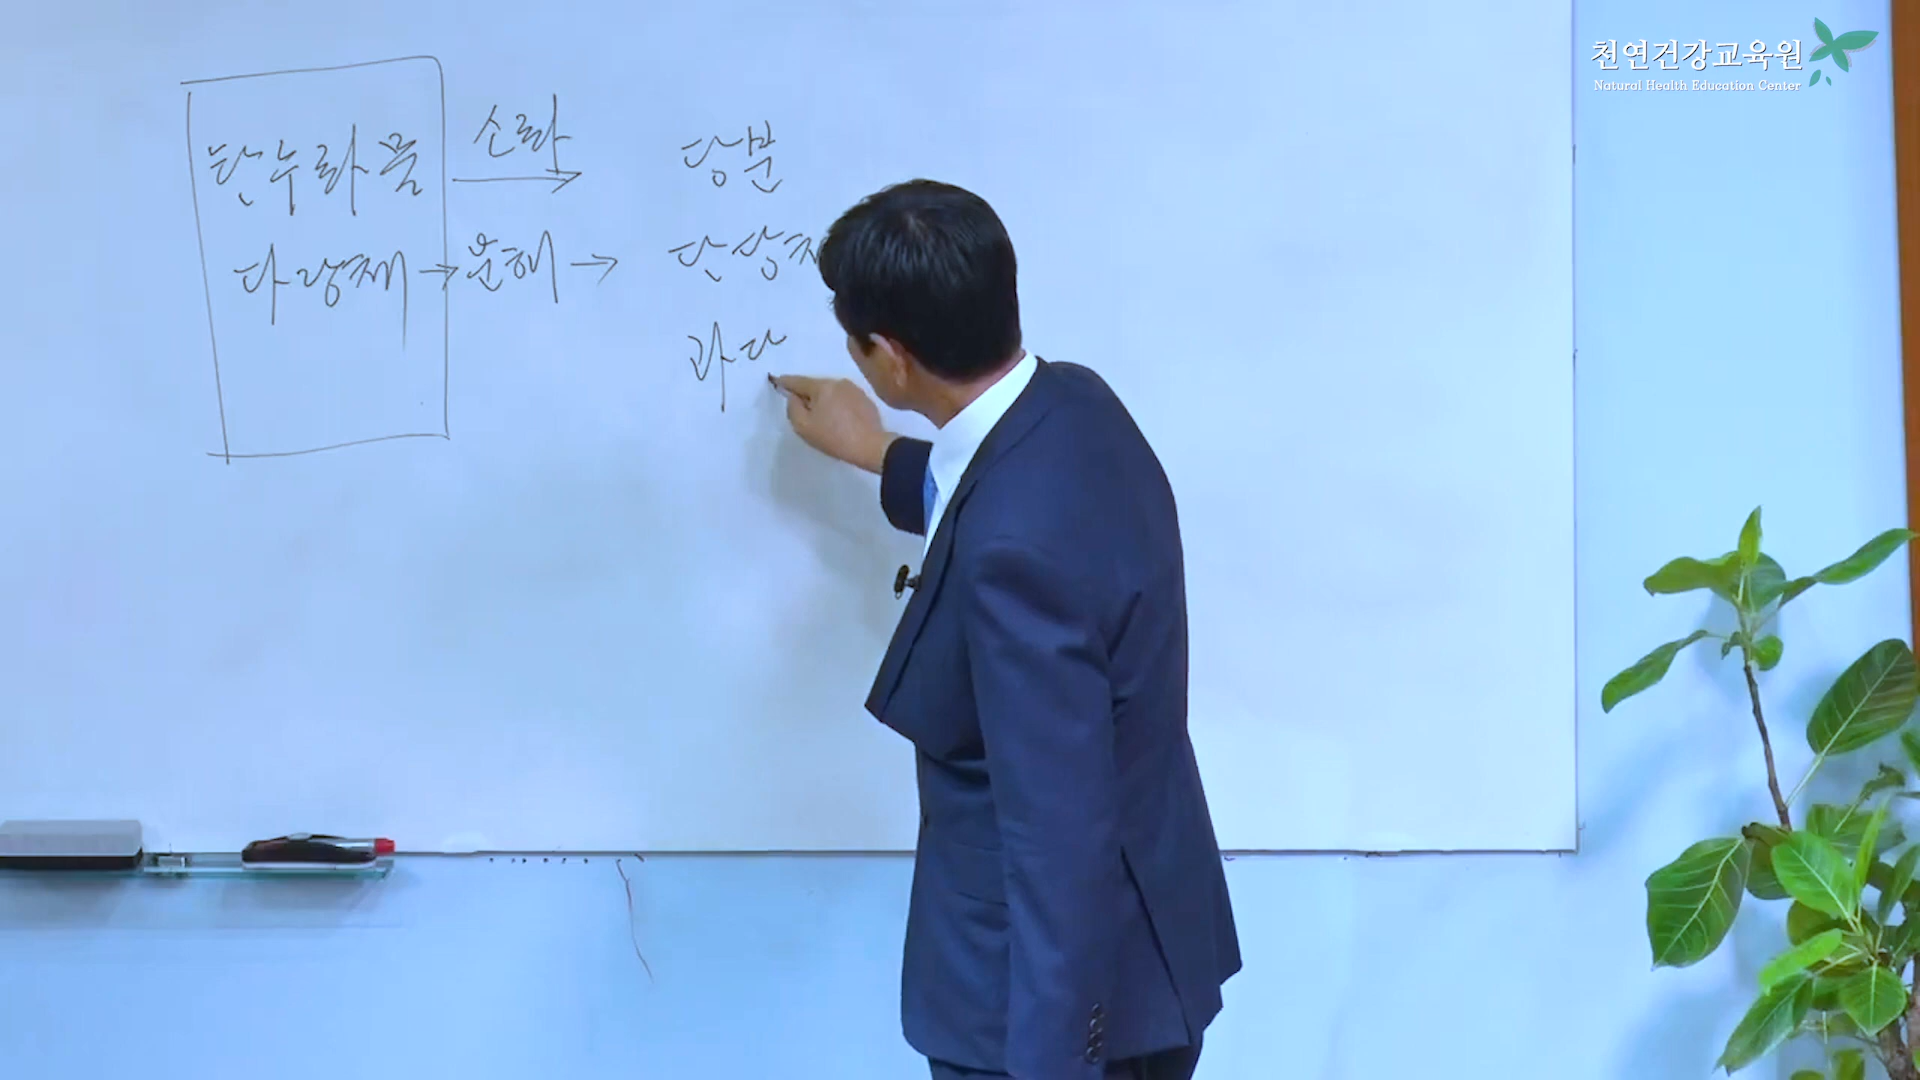 천연건강교육원
Natural Health Education Center
탄수화물 소화 → 당분
다당체 → 분해 → 단당체
과다